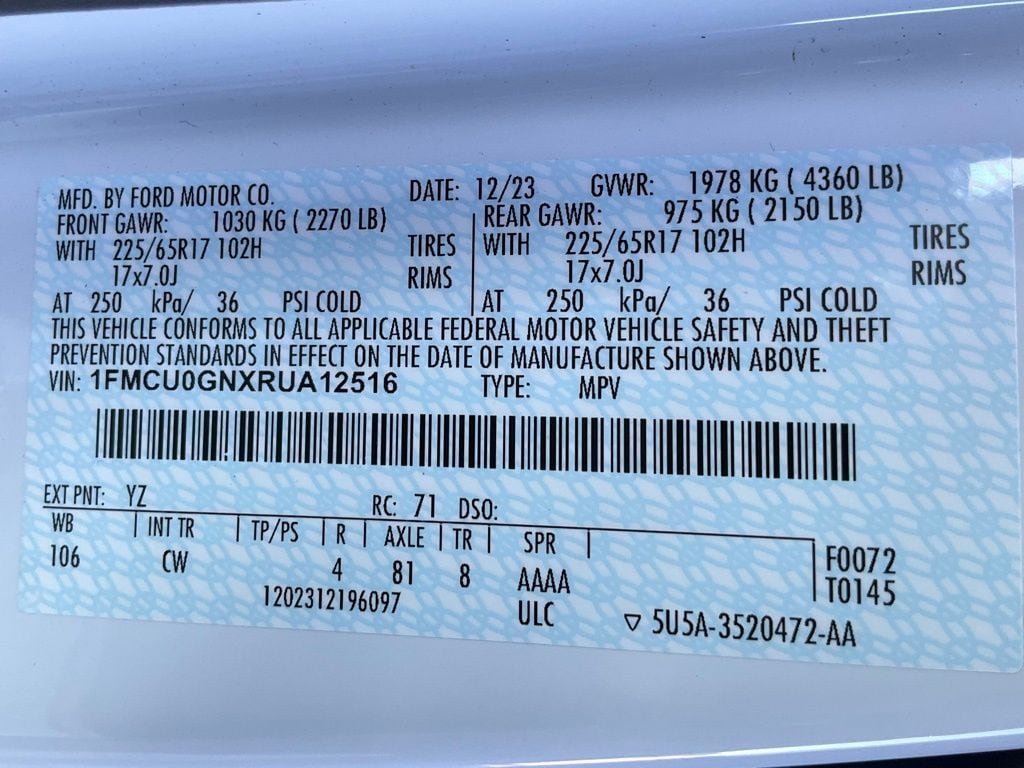 MFD. BY FORD MOTOR CO. DATE: 12/23 GVWR: 1978 KG ( 4360 LB)
FRONT GAWR: 1030 KG ( 2270 LB) REAR GAWR: 975 KG ( 2150 LB)
WITH 225/65R17 102H TIRES WITH 225/65R17 102H TIRES
17x7.0J RIMS 17x7.0J RIMS
AT 250 kPa/ 36 PSI COLD AT 250 kPa/ 36 PSI COLD
THIS VEHICLE CONFORMS TO ALL APPLICABLE FEDERAL MOTOR VEHICLE SAFETY AND THEFT
PREVENTION STANDARDS IN EFFECT ON THE DATE OF MANUFACTURE SHOWN ABOVE.
VIN: 1FMCU0GNXRUA12516 TYPE: MPV
EXT PNT: YZ RC: 71 DSO:
WB INT TR TP/PS R AXLE TR SPR F0072
106 CW 4 81 8 AAAA T0145
1202312196097 ULC ▽ 5U5A-3520472-AA